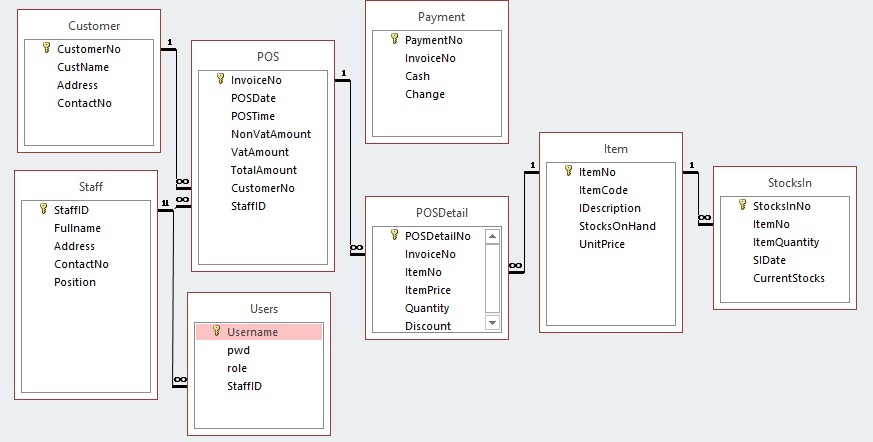 Customer
CustomerNo
CustName
Address
ContactNo
1
∞
POS
InvoiceNo
POSDate
POSTime
NonVatAmount
VatAmount
TotalAmount
CustomerNo
StaffID
1
∞
Payment
PaymentNo
InvoiceNo
Cash
Change
Staff
StaffID
Fullname
Address
ContactNo
Position
1
1
∞
∞
Users
Username
pwd
role
StaffID
POSDetail
POSDetailNo
InvoiceNo
ItemNo
ItemPrice
Quantity
Discount
∞
1
Item
ItemNo
ItemCode
IDescription
StocksOnHand
UnitPrice
1
∞
StocksIn
StocksInNo
ItemNo
ItemQuantity
SIDate
CurrentStocks